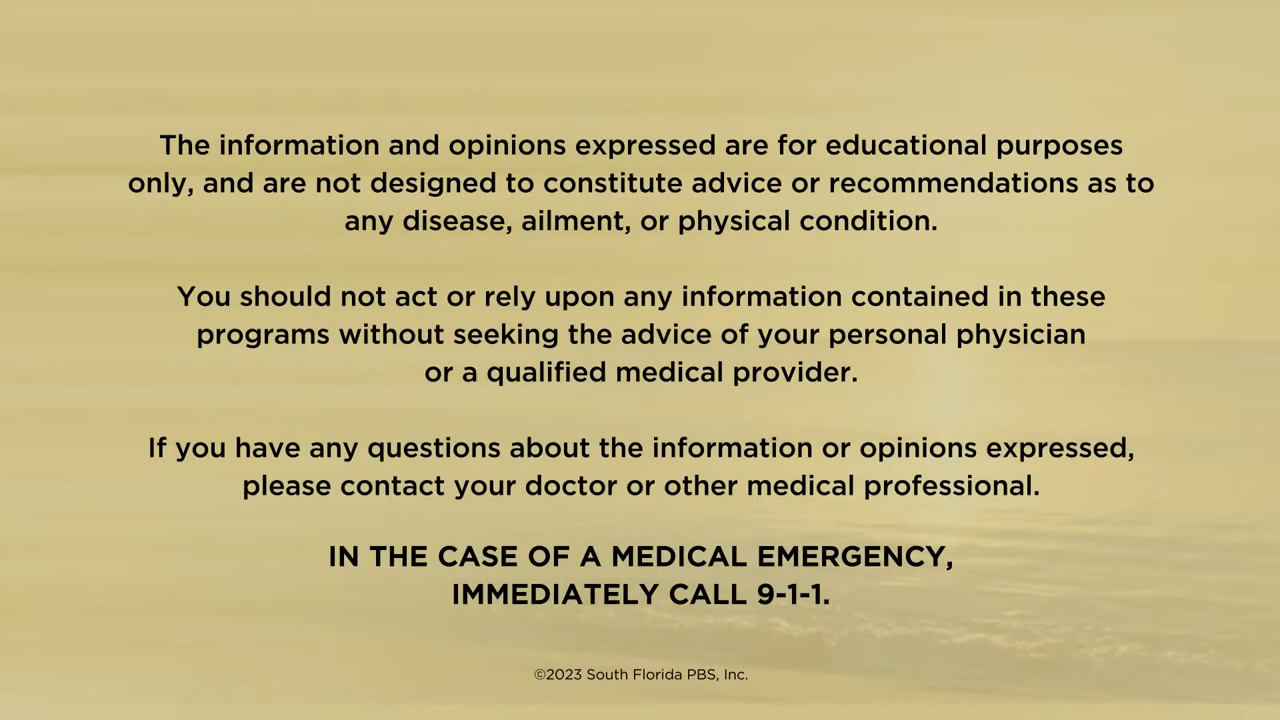 The information and opinions expressed are for educational purposes
only, and are not designed to constitute advice or recommendations as to
any disease, ailment, or physical condition.
You should not act or rely upon any information contained in these
programs without seeking the advice of your personal physician
or a qualified medical provider.
If you have any questions about the information or opinions expressed,
please contact your doctor or other medical professional.
IN THE CASE OF A MEDICAL EMERGENCY,
IMMEDIATELY CALL 9-1-1.
©2023 South Florida PBS, Inc.